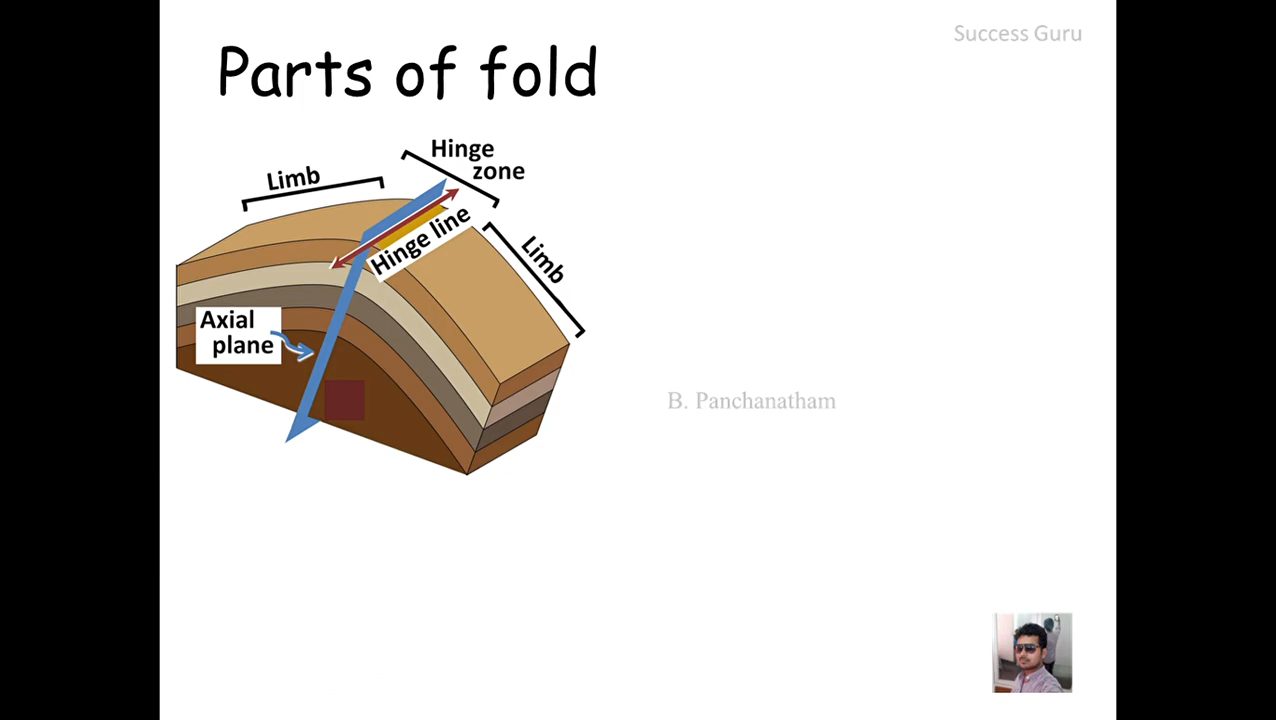 Success Guru
Parts of fold
Hinge
zone
Limb
Hinge line
Limb
Axial
plane
B. Panchanatham